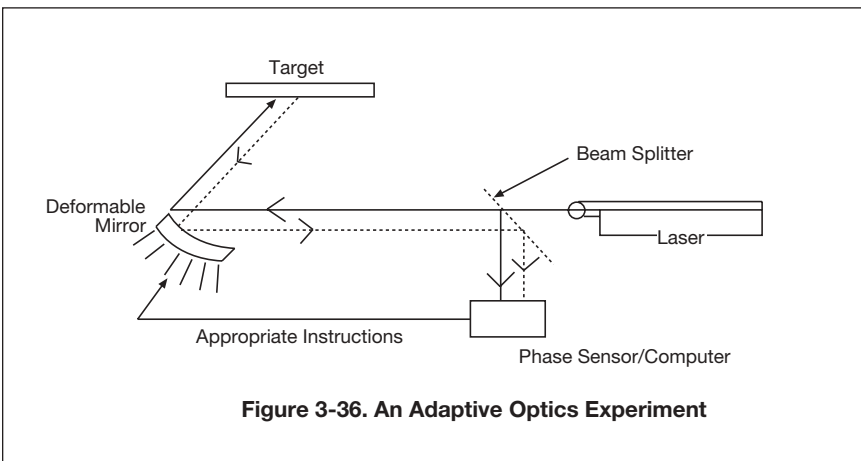 Target
Beam Splitter
Deformable
Mirror
Laser
Appropriate Instructions
Phase Sensor/Computer
Figure 3-36. An Adaptive Optics Experiment